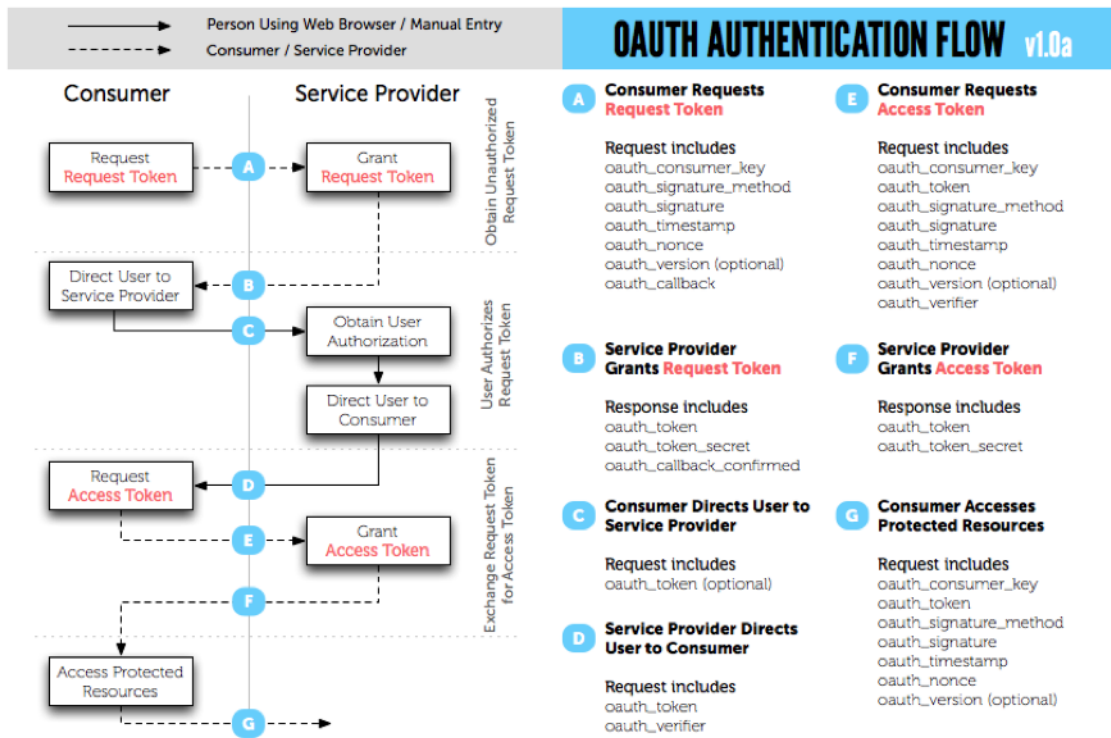 Person Using Web Browser / Manual Entry
Consumer / Service Provider
OAUTH AUTHENTICATION FLOW v1.0a
Consumer
Service Provider
Request
Request Token
A
Grant
Request Token
Obtain Unauthorized
Request Token
Direct User to
Service Provider
B
C
Obtain User
Authorization
Direct User to
Consumer
User Authorizes
Request Token
Request
Access Token
D
E
Grant
Access Token
F
Exchange Request Token
for Access Token
Access Protected
Resources
G
A
Consumer Requests
Request Token
Request includes
oauth_consumer_key
oauth_signature_method
oauth_signature
oauth_timestamp
oauth_nonce
oauth_version (optional)
oauth_callback
B
Service Provider
Grants Request Token
Response includes
oauth_token
oauth_token_secret
oauth_callback_confirmed
C
Consumer Directs User to
Service Provider
Request includes
oauth_token (optional)
D
Service Provider Directs
User to Consumer
Request includes
oauth_token
oauth_verifier
E
Consumer Requests
Access Token
Request includes
oauth_consumer_key
oauth_token
oauth_signature_method
oauth_signature
oauth_timestamp
oauth_nonce
oauth_version (optional)
oauth_verifier
F
Service Provider
Grants Access Token
Response includes
oauth_token
oauth_token_secret
G
Consumer Accesses
Protected Resources
Request includes
oauth_consumer_key
oauth_token
oauth_signature_method
oauth_signature
oauth_timestamp
oauth_nonce
oauth_version (optional)